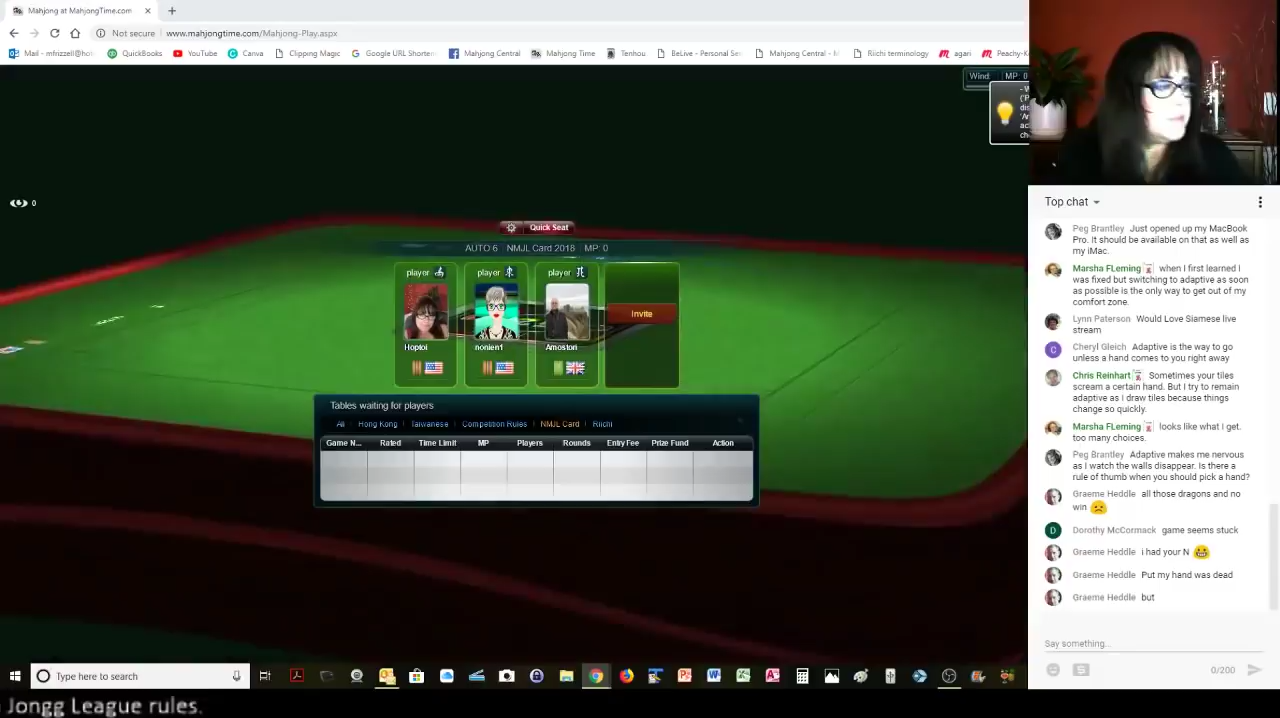 Mahjong at MahjongTime.com
Not secure www.mahjongtime.com/Mahjong-Play.aspx
Mail - mfrizzell@hot QuickBooks YouTube Canva Clipping Magic Google URL Shorten Mahjong Central Mahjong Time Tenhou BeLive - Personal Se Mahjong Central - M Riichi terminology agari Peachy-K
Wind: MP: 0
0
Quick Seat
AUTO 6 NMJL Card 2018 MP: 0
player player player
Invite
Hoptoi nonien1 Amostori
Tables waiting for players
All Hong Kong Taiwanese Competition Rules NMJL Card Riichi
Game N... Rated Time Limit MP Players Rounds Entry Fee Prize Fund Action
Type here to search
Jongg League rules.
Top chat
Peg Brantley Just opened up my MacBook
Pro. It should be available on that as well as
my iMac.
Marsha FLeming when I first learned I
was fixed but switching to adaptive as soon
as possible is the only way to get out of my
comfort zone.
Lynn Paterson Would Love Siamese live
stream
C Cheryl Gleich Adaptive is the way to go
unless a hand comes to you right away
Chris Reinhart Sometimes your tiles
scream a certain hand. But I try to remain
adaptive as I draw tiles because things
change so quickly.
Marsha FLeming looks like what I get.
too many choices.
Peg Brantley Adaptive makes me nervous
as I watch the walls disappear. Is there a
rule of thumb when you should pick a hand?
Graeme Heddle all those dragons and no
win
D Dorothy McCormack game seems stuck
Graeme Heddle i had your N
Graeme Heddle Put my hand was dead
Graeme Heddle but
Say something...
0/200